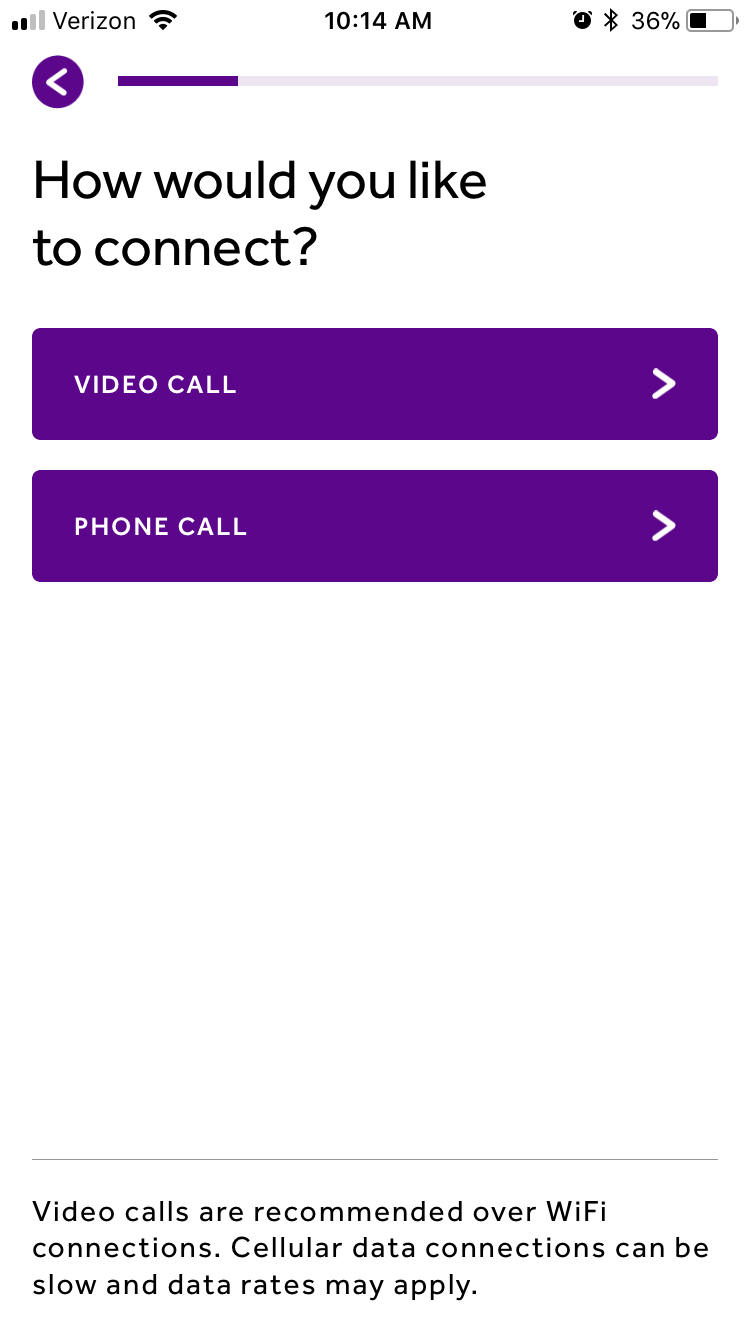 Verizon 10:14 AM 36%
How would you like
to connect?
VIDEO CALL
PHONE CALL
Video calls are recommended over WiFi
connections. Cellular data connections can be
slow and data rates may apply.